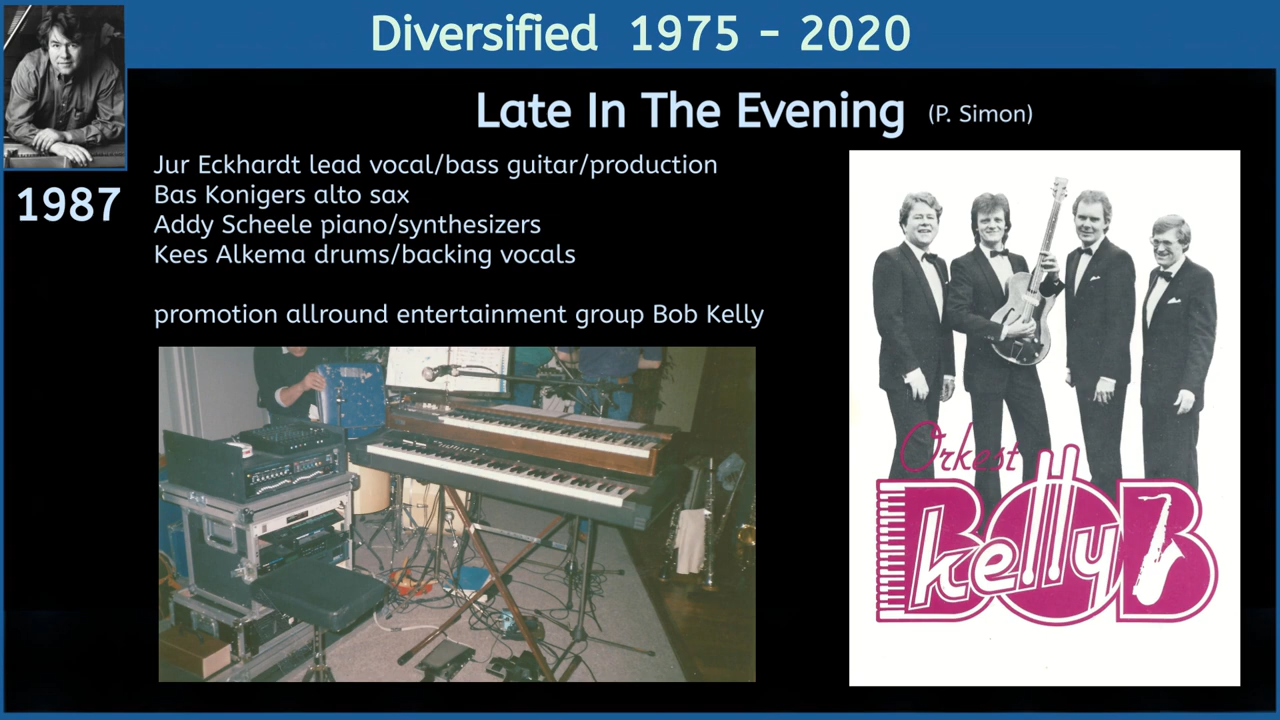 Diversified 1975 - 2020
Late In The Evening (P. Simon)
1987
Jur Eckhardt lead vocal/bass guitar/production
Bas Konigers alto sax
Addy Scheele piano/synthesizers
Kees Alkema drums/backing vocals
promotion allround entertainment group Bob Kelly
Orkest
BOB
kelly